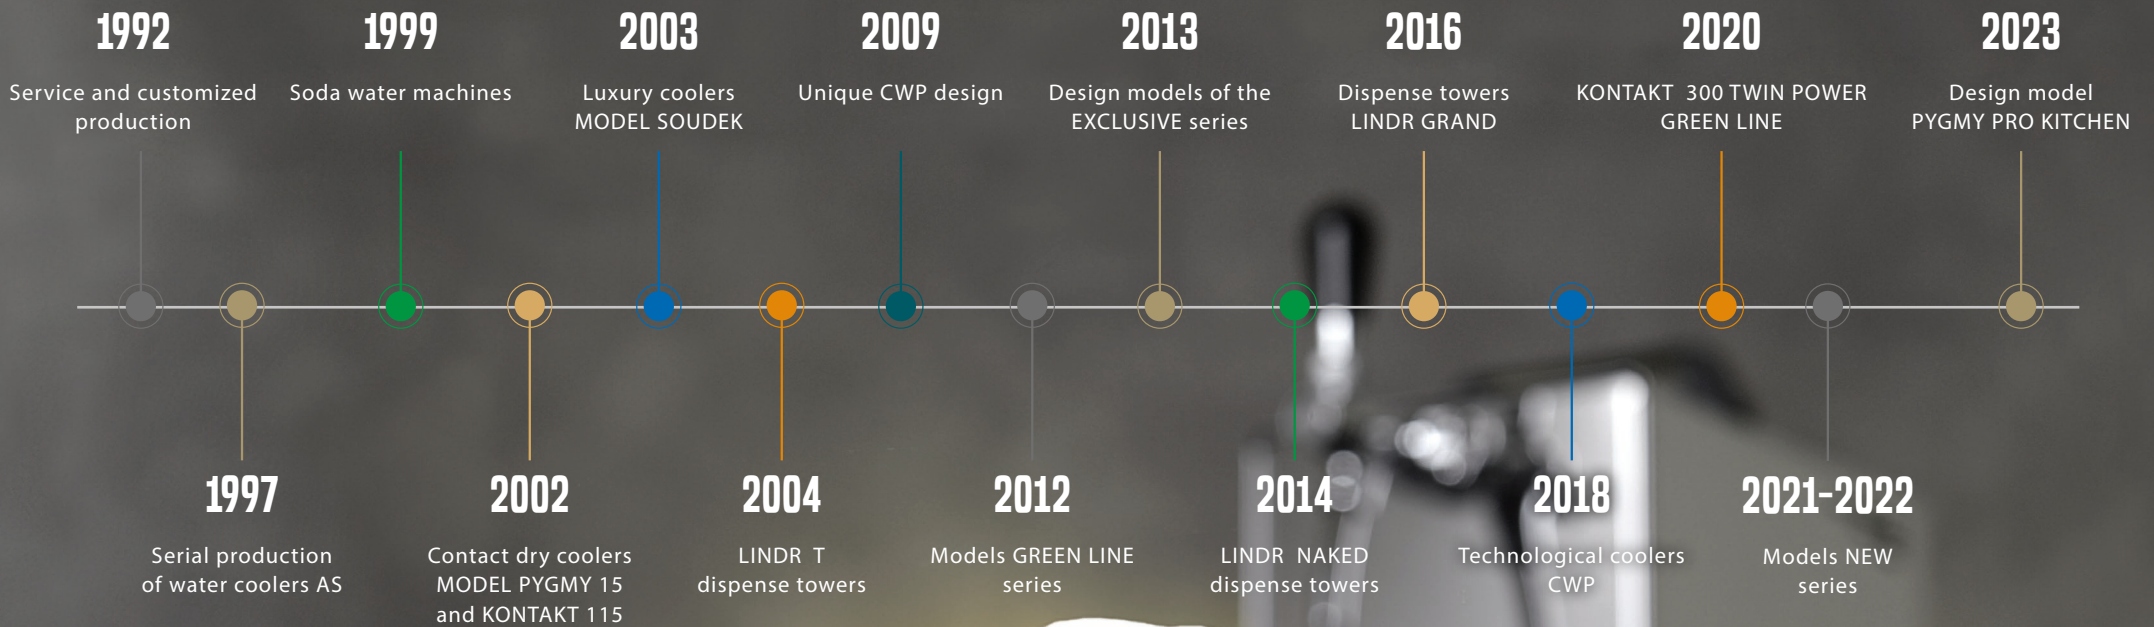 1992
Service and customized
production
1997
Serial production
of water coolers AS
1999
Soda water machines
2002
Contact dry coolers
MODEL PYGMY 15
and KONTAKT 115
2003
Luxury coolers
MODEL SOUDEK
2004
LINDR T
dispense towers
2009
Unique CWP design
2012
Models GREEN LINE
series
2013
Design models of the
EXCLUSIVE series
2014
LINDR NAKED
dispense towers
2016
Dispense towers
LINDR GRAND
2018
Technological coolers
CWP
2020
KONTAKT 300 TWIN POWER
GREEN LINE
2021-2022
Models NEW
series
2023
Design model
PYGMY PRO KITCHEN